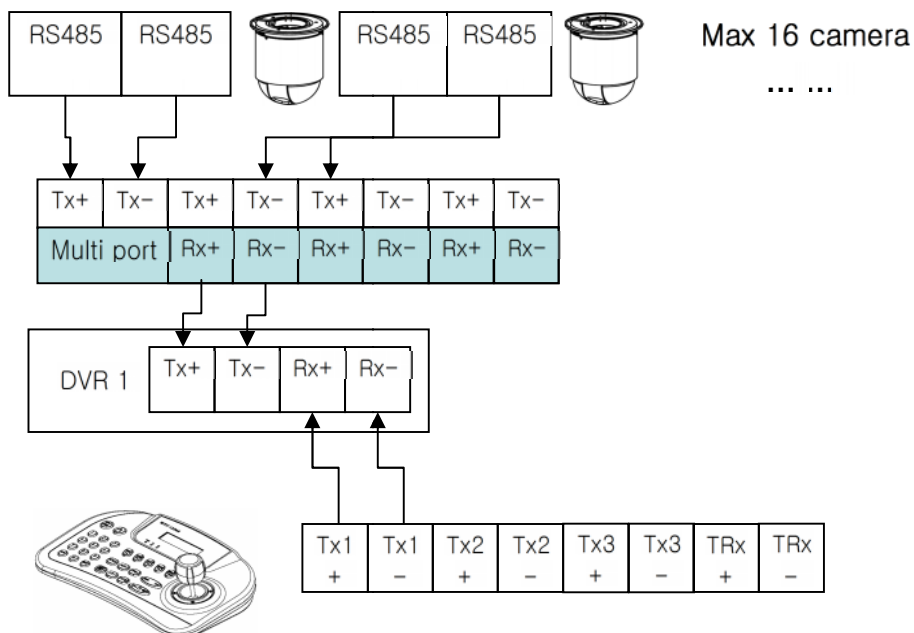 RS485 RS485 RS485 RS485 Max 16 camera
... ...
Tx+ Tx- Tx+ Tx- Tx+ Tx- Tx+ Tx-
Multi port Rx+ Rx- Rx+ Rx- Rx+ Rx-
DVR 1 Tx+ Tx- Rx+ Rx-
Tx1 Tx1 Tx2 Tx2 Tx3 Tx3 TRx TRx
+ - + - + - + -